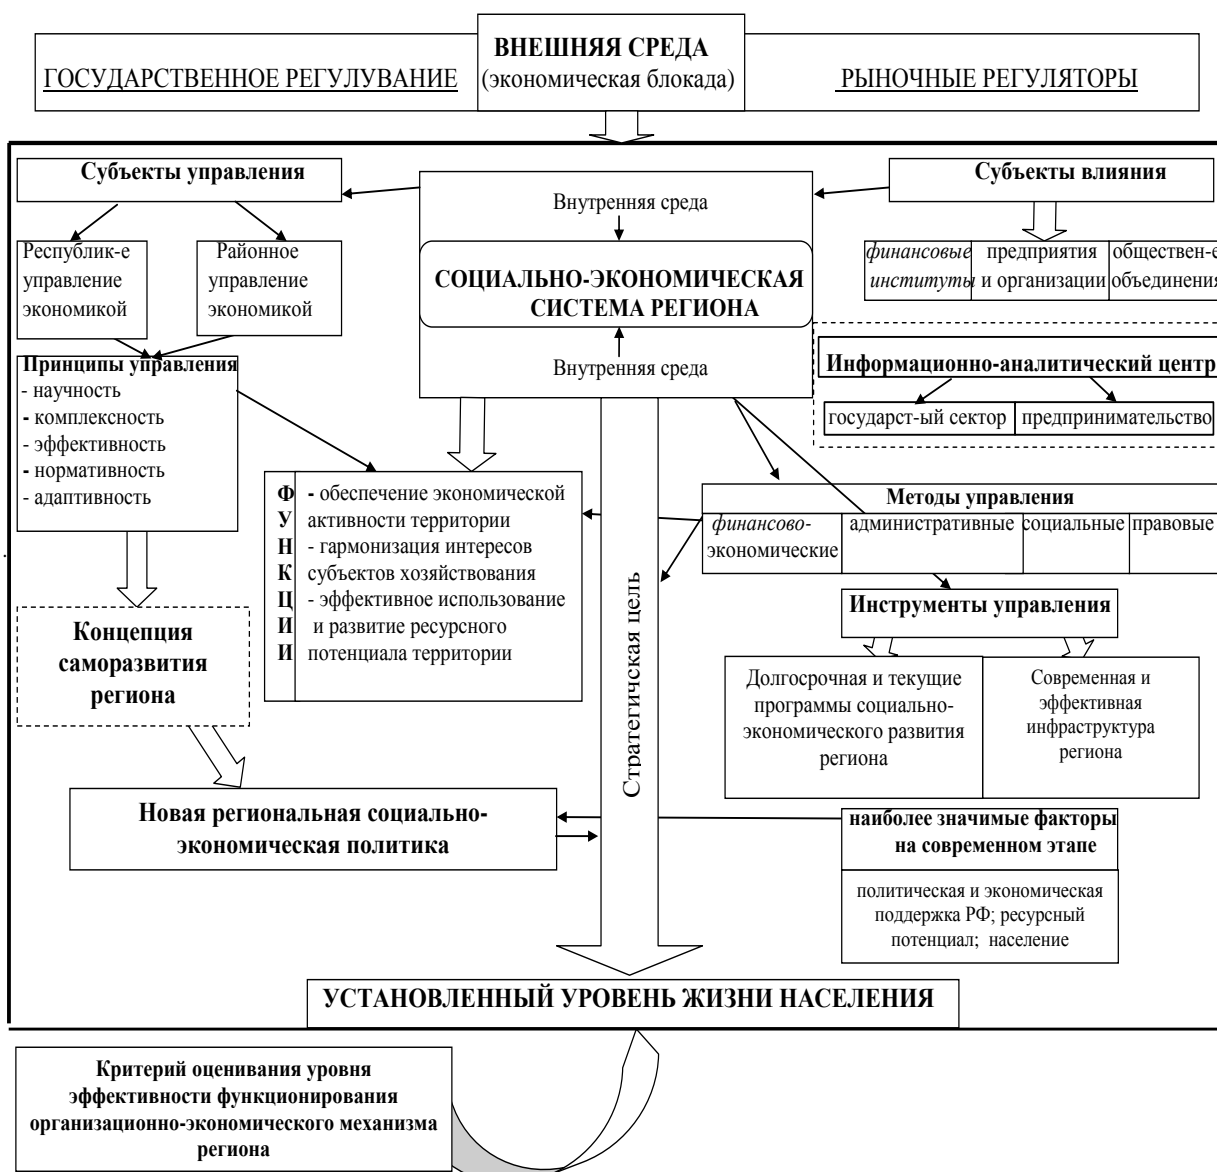 ВНЕШНЯЯ СРЕДА
(экономическая блокада)
ГОСУДАРСТВЕННОЕ РЕГУЛУВАНИЕ
РЫНОЧНЫЕ РЕГУЛЯТОРЫ
Субъекты управления
Республик-е
управление
экономикой
Районное
управление
экономикой
Внутренняя среда
СОЦИАЛЬНО-ЭКОНОМИЧЕСКАЯ
СИСТЕМА РЕГИОНА
Внутренняя среда
Субъекты влияния
финансовые
институты
предприятия
и организации
обществен-е
объединения
Информационно-аналитический центр
государст-ый сектор
предпринимательство
Принципы управления
- научность
- комплексность
- эффективность
- нормативность
- адаптивность
ФУНКЦИИ
- обеспечение экономической
активности территории
- гармонизация интересов
субъектов хозяйствования
- эффективное использование
и развитие ресурсного
потенциала территории
Стратегичская цель
Методы управления
финансово-
экономические
административные
социальные
правовые
Инструменты управления
Долгосрочная и текущие
программы социально-
экономического развития
региона
Современная и
эффективная
инфраструктура
региона
Концепция
саморазвития
региона
Новая региональная социально-
экономическая политика
наиболее значимые факторы
на современном этапе
политическая и экономическая
поддержка РФ; ресурсный
потенциал; население
УСТАНОВЛЕННЫЙ УРОВЕНЬ ЖИЗНИ НАСЕЛЕНИЯ
Критерий оценивания уровня
эффективности функционирования
организационно-экономического механизма
региона